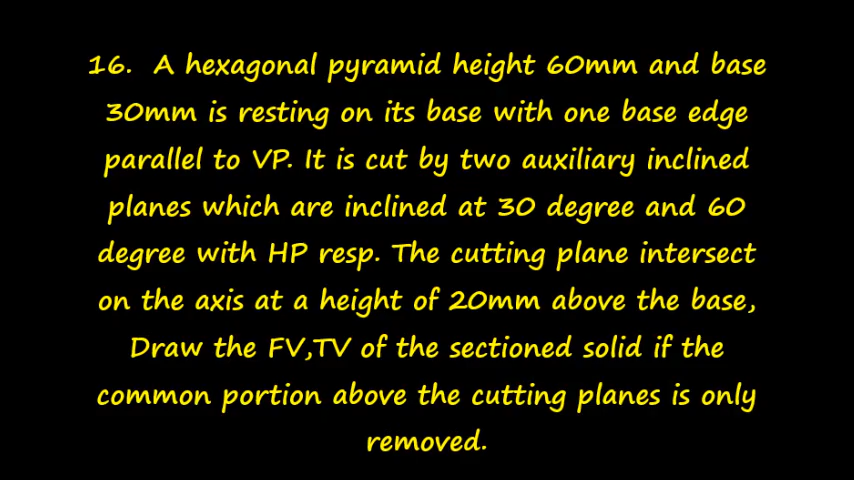 16. A hexagonal pyramid height 60mm and base
30mm is resting on its base with one base edge
parallel to VP. It is cut by two auxiliary inclined
planes which are inclined at 30 degree and 60
degree with HP resp. The cutting plane intersect
on the axis at a height of 20mm above the base,
Draw the FV,TV of the sectioned solid if the
common portion above the cutting planes is only
removed.